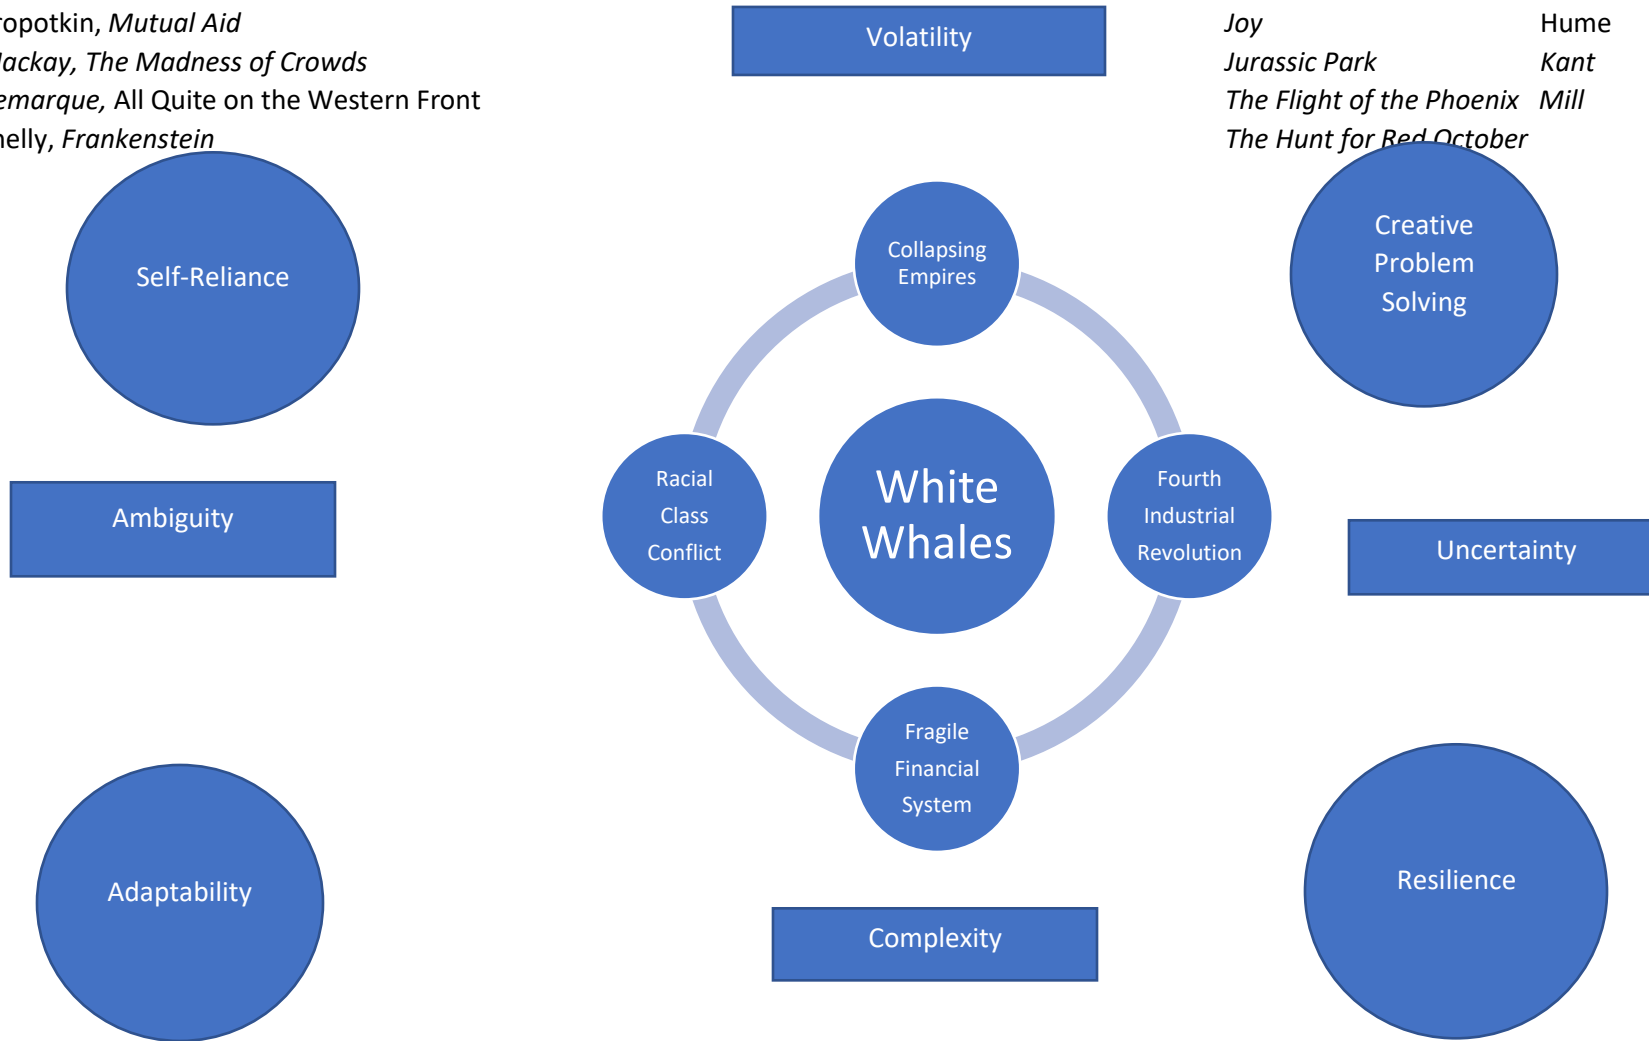 ropotkin, Mutual Aid
Mackay, The Madness of Crowds
emarque, All Quite on the Western Front
helly, Frankenstein
Volatility
Joy Hume
Jurassic Park Kant
The Flight of the Phoenix Mill
The Hunt for Red October
Self-Reliance
Collapsing
Empires
Creative
Problem
Solving
Racial
Class
Conflict
White
Whales
Fourth
Industrial
Revolution
Ambiguity
Uncertainty
Fragile
Financial
System
Adaptability
Resilience
Complexity